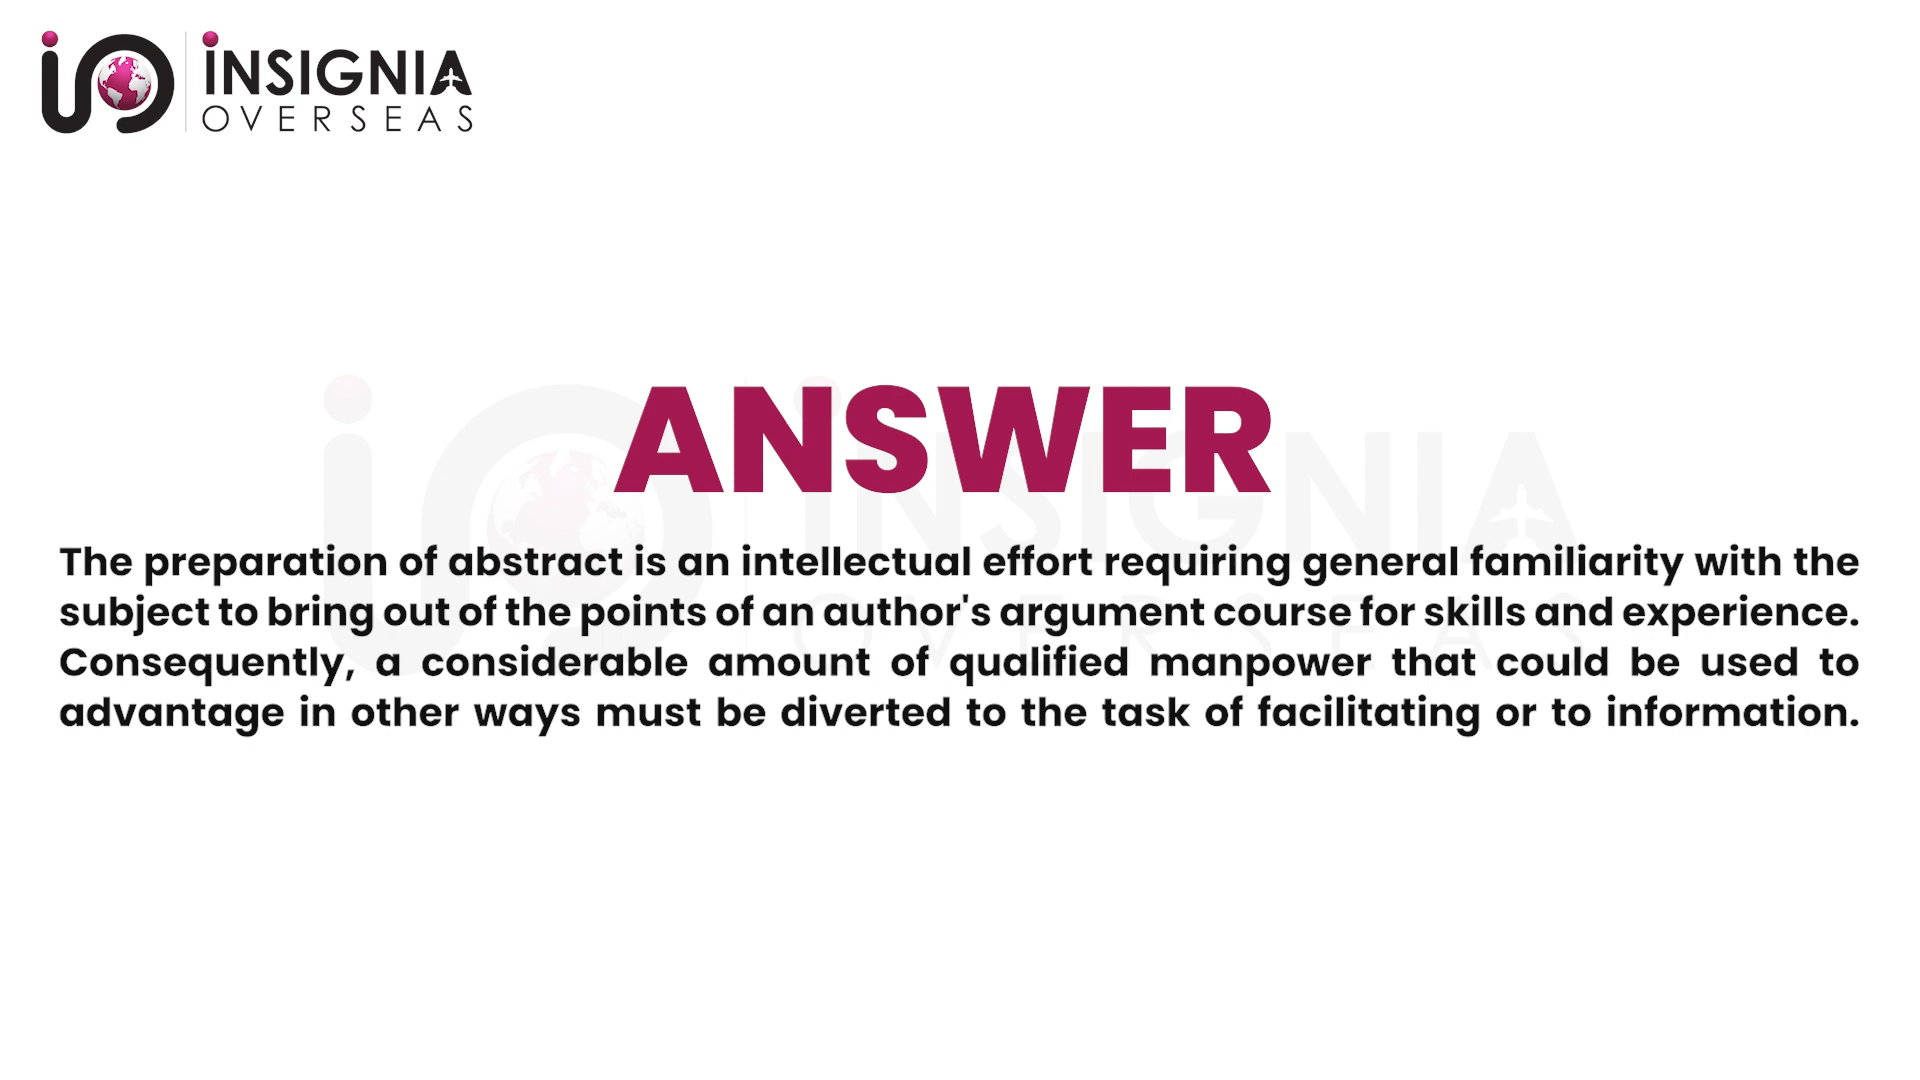 INSIGNIA
OVERSEAS
ANSWER
The preparation of abstract is an intellectual effort requiring general familiarity with the
subject to bring out of the points of an author's argument course for skills and experience.
Consequently, a considerable amount of qualified manpower that could be used to
advantage in other ways must be diverted to the task of facilitating or to information.